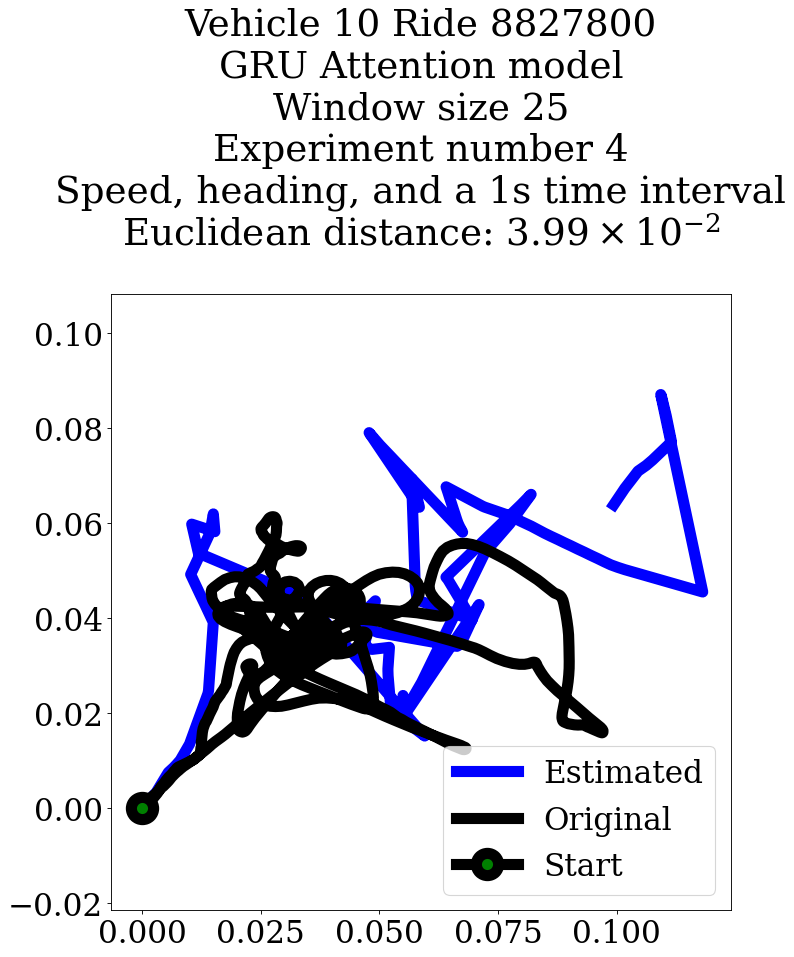 Vehicle 10 Ride 8827800
GRU Attention model
Window size 25
Experiment number 4
Speed, heading, and a 1s time interval
Euclidean distance: 3.99 × 10⁻²
0.10
0.08
0.06
0.04
0.02
0.00
−0.02
0.000 0.025 0.050 0.075 0.100
Estimated
Original
Start